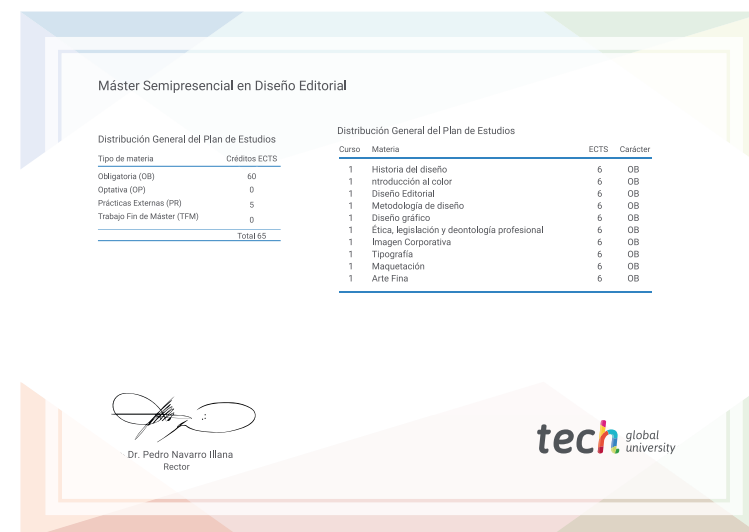 Máster Semipresencial en Diseño Editorial
Distribución General del Plan de Estudios
Tipo de materia Créditos ECTS
Obligatoria (OB) 60
Optativa (OP) 0
Prácticas Externas (PR) 5
Trabajo Fin de Máster (TFM) 0
Total 65
Distribución General del Plan de Estudios
Curso Materia ECTS Carácter
1 Historia del diseño 6 OB
1 ntroducción al color 6 OB
1 Diseño Editorial 6 OB
1 Metodología de diseño 6 OB
1 Diseño gráfico 6 OB
1 Ética, legislación y deontología profesional 6 OB
1 Imagen Corporativa 6 OB
1 Tipografía 6 OB
1 Maquetación 6 OB
1 Arte Fina 6 OB
Dr. Pedro Navarro Illana
Rector
tech global
university